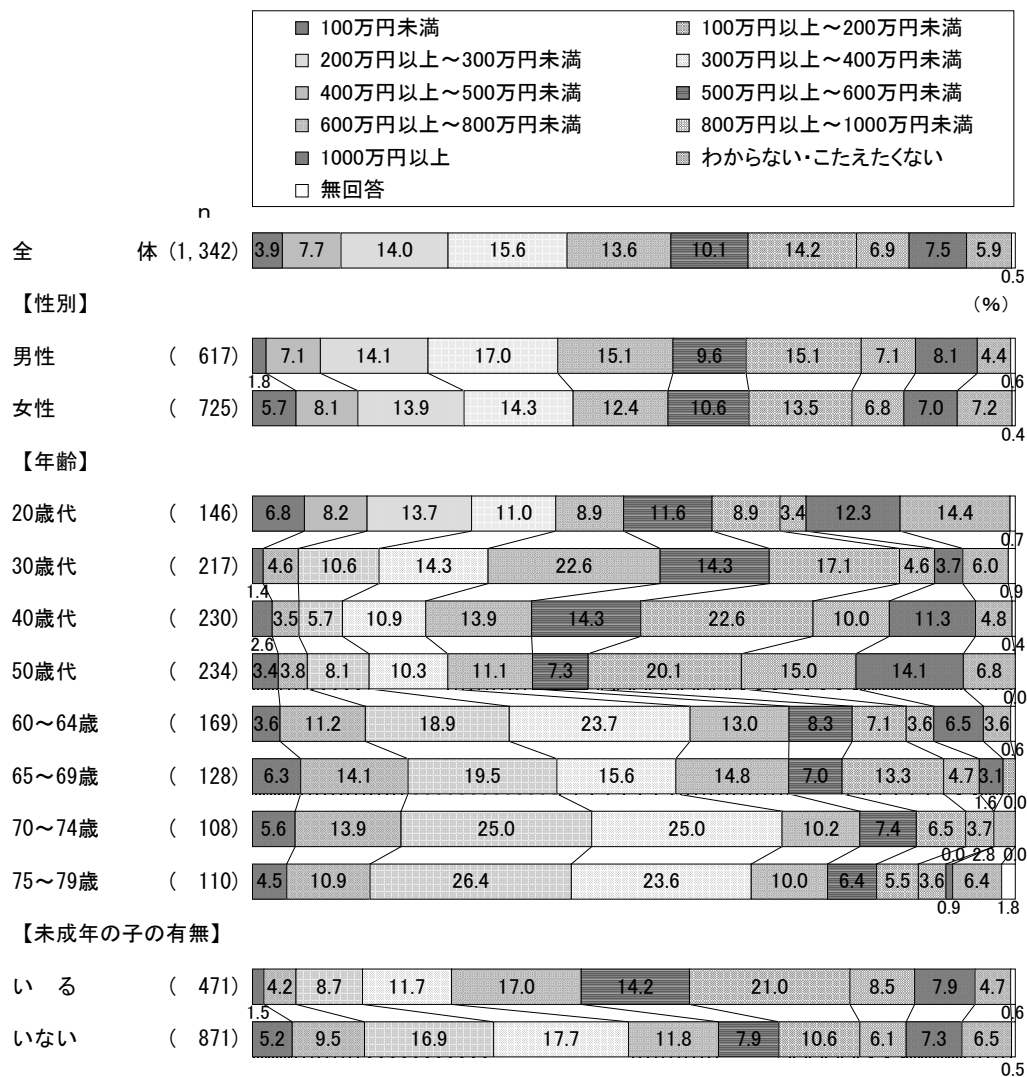 100万円未満 100万円以上～200万円未満
200万円以上～300万円未満 300万円以上～400万円未満
400万円以上～500万円未満 500万円以上～600万円未満
600万円以上～800万円未満 800万円以上～1000万円未満
1000万円以上 わからない・こたえたくない
無回答
n
全 体 (1,342) 3.9 7.7 14.0 15.6 13.6 10.1 14.2 6.9 7.5 5.9
0.5
【性別】 (%)
男性 ( 617) 7.1 14.1 17.0 15.1 9.6 15.1 7.1 8.1 4.4
1.8 0.6
女性 ( 725) 5.7 8.1 13.9 14.3 12.4 10.6 13.5 6.8 7.0 7.2
0.4
【年齢】
20歳代 ( 146) 6.8 8.2 13.7 11.0 8.9 11.6 8.9 3.4 12.3 14.4
0.7
30歳代 ( 217) 4.6 10.6 14.3 22.6 14.3 17.1 4.6 3.7 6.0
1.4 0.9
40歳代 ( 230) 3.5 5.7 10.9 13.9 14.3 22.6 10.0 11.3 4.8
2.6 0.4
50歳代 ( 234) 3.4 3.8 8.1 10.3 11.1 7.3 20.1 15.0 14.1 6.8
0.0
60～64歳 ( 169) 3.6 11.2 18.9 23.7 13.0 8.3 7.1 3.6 6.5 3.6
0.6
65～69歳 ( 128) 6.3 14.1 19.5 15.6 14.8 7.0 13.3 4.7 3.1
1.6 0.0
70～74歳 ( 108) 5.6 13.9 25.0 25.0 10.2 7.4 6.5 3.7
0.0 2.8 0.0
75～79歳 ( 110) 4.5 10.9 26.4 23.6 10.0 6.4 5.5 3.6 6.4
0.9 1.8
【未成年の子の有無】
い る ( 471) 4.2 8.7 11.7 17.0 14.2 21.0 8.5 7.9 4.7
1.5 0.6
いない ( 871) 5.2 9.5 16.9 17.7 11.8 7.9 10.6 6.1 7.3 6.5
0.5